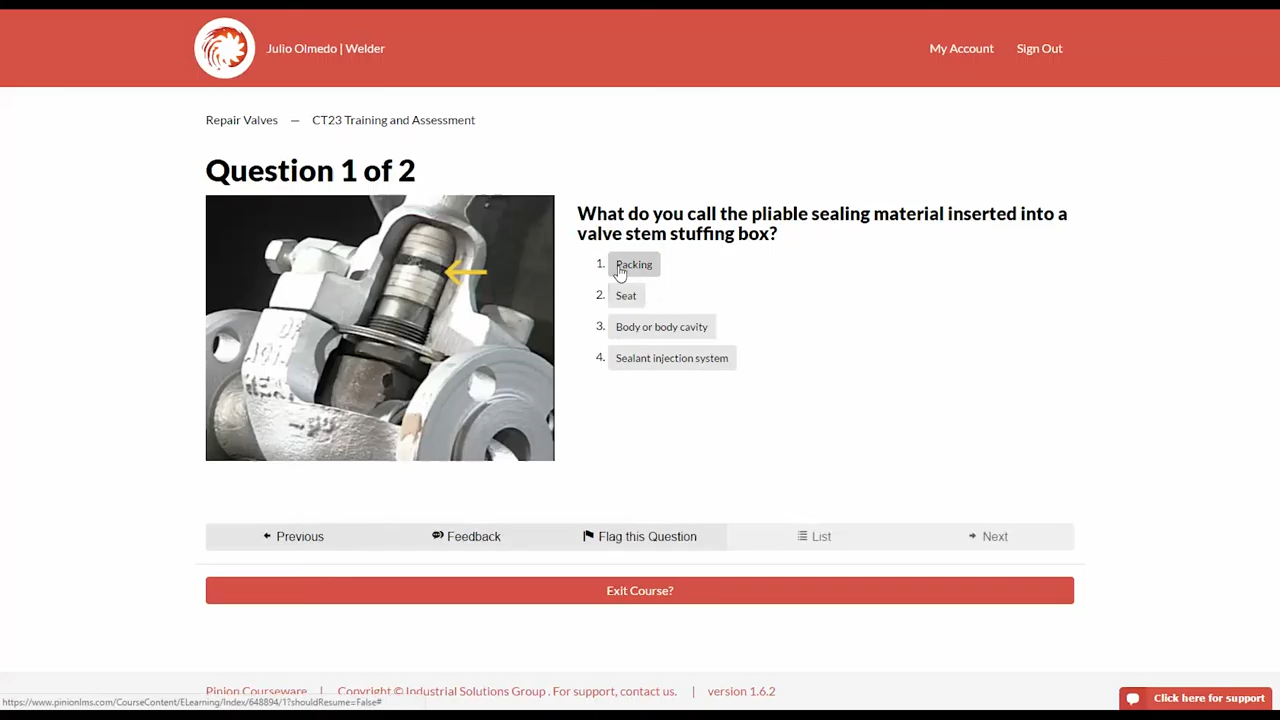 Julio Olmedo | Welder
My Account
Sign Out
Repair Valves — CT23 Training and Assessment
Question 1 of 2
What do you call the pliable sealing material inserted into a
valve stem stuffing box?
1. Packing
2. Seat
3. Body or body cavity
4. Sealant injection system
Previous
Feedback
Flag this Question
List
Next
Exit Course?
Pinion Courseware | Copyright © Industrial Solutions Group . For support, contact us. | version 1.6.2
https://www.pinionlms.com/CourseContent/ELearning/Index/648894/1?shouldResume=False#
Click here for support